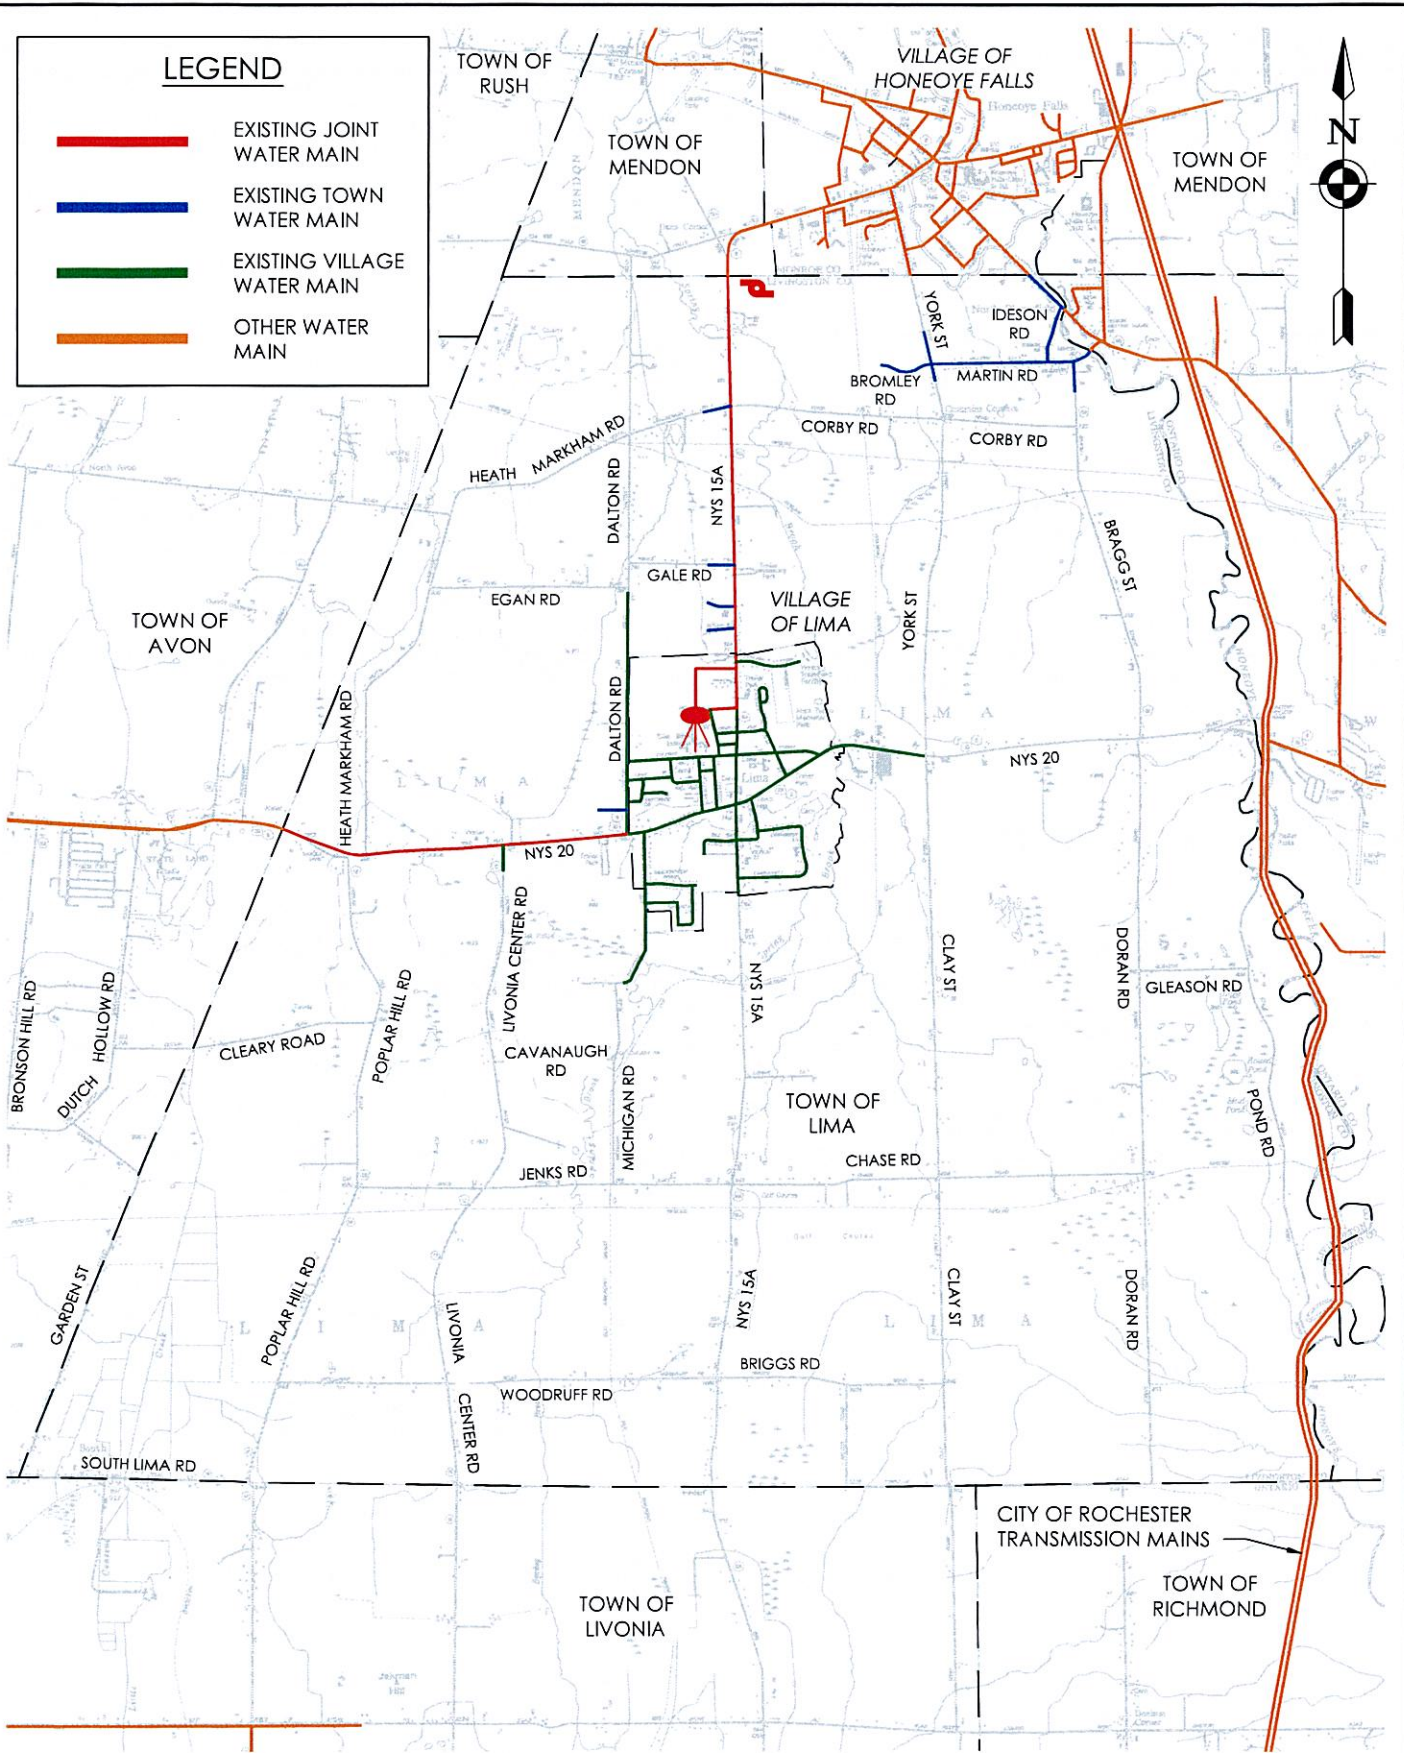 LEGEND
EXISTING JOINT
WATER MAIN
EXISTING TOWN
WATER MAIN
EXISTING VILLAGE
WATER MAIN
OTHER WATER
MAIN
TOWN OF
RUSH
VILLAGE OF
HONEOYE FALLS
Honeoye Falls
TOWN OF
MENDON
TOWN OF
MENDON
N
MENDON
YORK ST
IDESON
RD
BROMLEY
RD
MARTIN RD
CORBY RD
CORBY RD
HEATH MARKHAM RD
DALTON RD
NYS 15A
BRAGG ST
GALE RD
EGAN RD
VILLAGE
OF LIMA
YORK ST
TOWN OF
AVON
HEATH MARKHAM RD
DALTON RD
L I M A
NYS 20
L I M A
Lima
NYS 20
LIVONIA CENTER RD
BRONSON HILL RD
DUTCH HOLLOW RD
CLEARY ROAD
POPLAR HILL RD
CAVANAUGH
RD
MICHIGAN RD
NYS 15A
CLAY ST
DORAN RD
GLEASON RD
POND RD
TOWN OF
LIMA
CHASE RD
JENKS RD
GARDEN ST
POPLAR HILL RD
L I M A
LIVONIA CENTER RD
NYS 15A
CLAY ST
L I M A
DORAN RD
BRIGGS RD
WOODRUFF RD
SOUTH LIMA RD
CITY OF ROCHESTER
TRANSMISSION MAINS
TOWN OF
RICHMOND
TOWN OF
LIVONIA